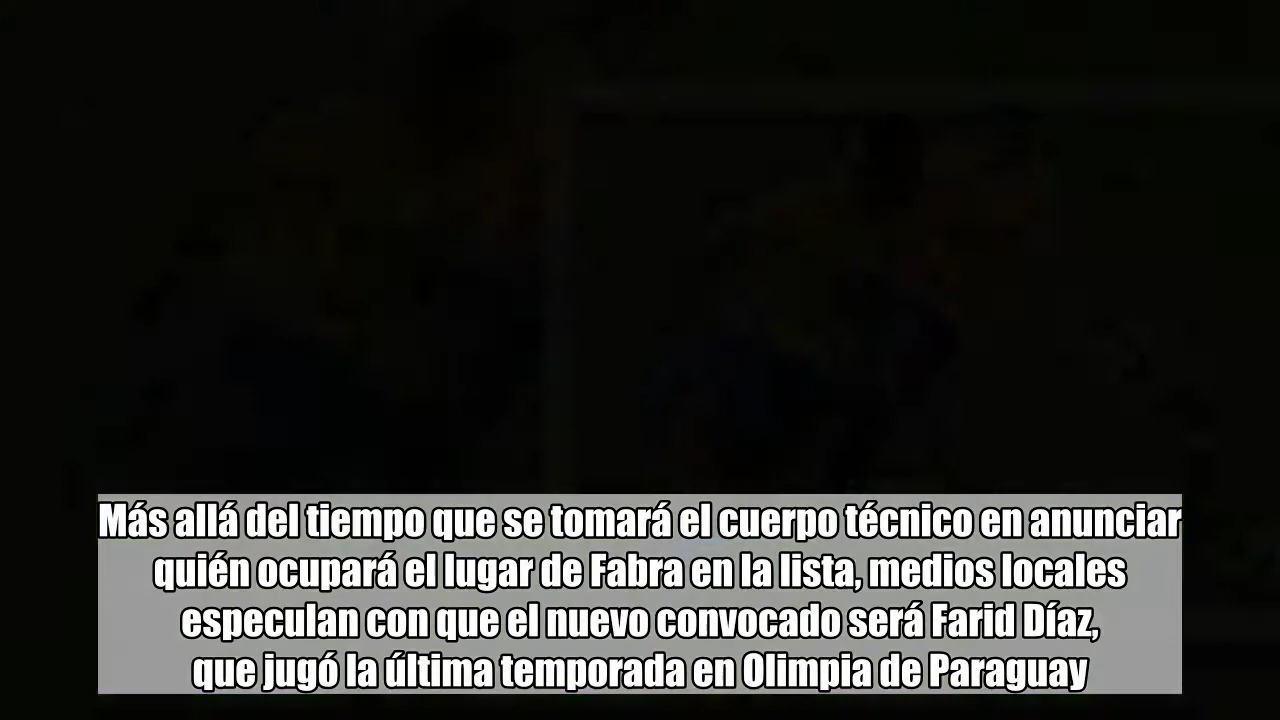 Más allá del tiempo que se tomará el cuerpo técnico en anunciar
quién ocupará el lugar de Fabra en la lista, medios locales
especulan con que el nuevo convocado será Farid Díaz,
que jugó la última temporada en Olimpia de Paraguay